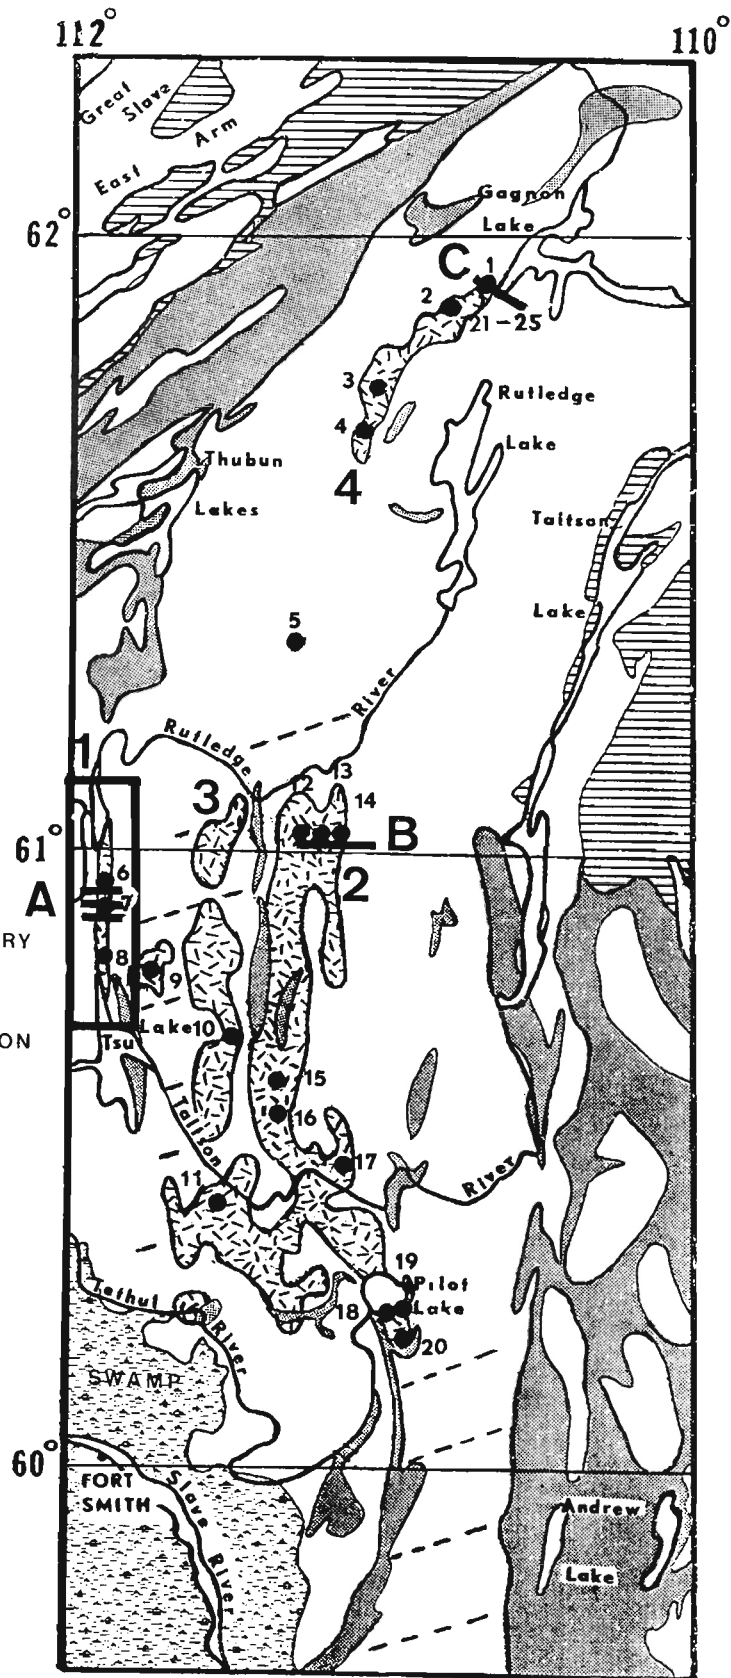 112° 110°
Great
Slave
Arm
East
Gagnon
Lake
62°
C
1
2
21-25
3
Rutledge
4
Lake
Thubun
4
Lakes
Taltson
Lake
5
River
Rutledge
1
12 13
3
14
B
61°
2
6
A
7
RY
8
9
ON
Lake 10
Tsu
15
16
Taltson
17
11
River
19
Pilot
Tethul
18
Lake
20
River
SWAMP
60°
FORT
SMITH
Slave
River
Andrew
Lake